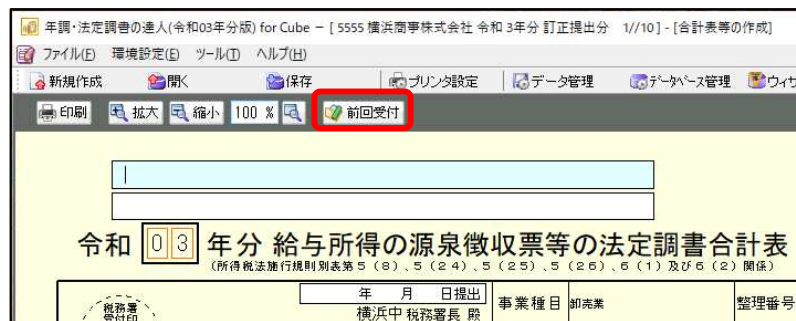 年調・法定調書の達人(令和03年分版) for Cube － [ 5555 横浜商事株式会社 令和 3年分 訂正提出分 1//10 ] - [合計表等の作成]
ファイル(F) 環境設定(E) ツール(T) ヘルプ(H)
新規作成 開く 保存 プリンタ設定 データ管理 データベース管理 ウィザ
印刷 拡大 縮小 100 % 前回受付
令和 03 年分 給与所得の源泉徴収票等の法定調書合計表
(所得税法施行規則別表第5(8)、5(24)、5(25)、5(26)、6(1)及び6(2)関係)
税務署 年 月 日提出 事業種目 卸売業 整理番号
受付印 横浜中 税務署長 殿